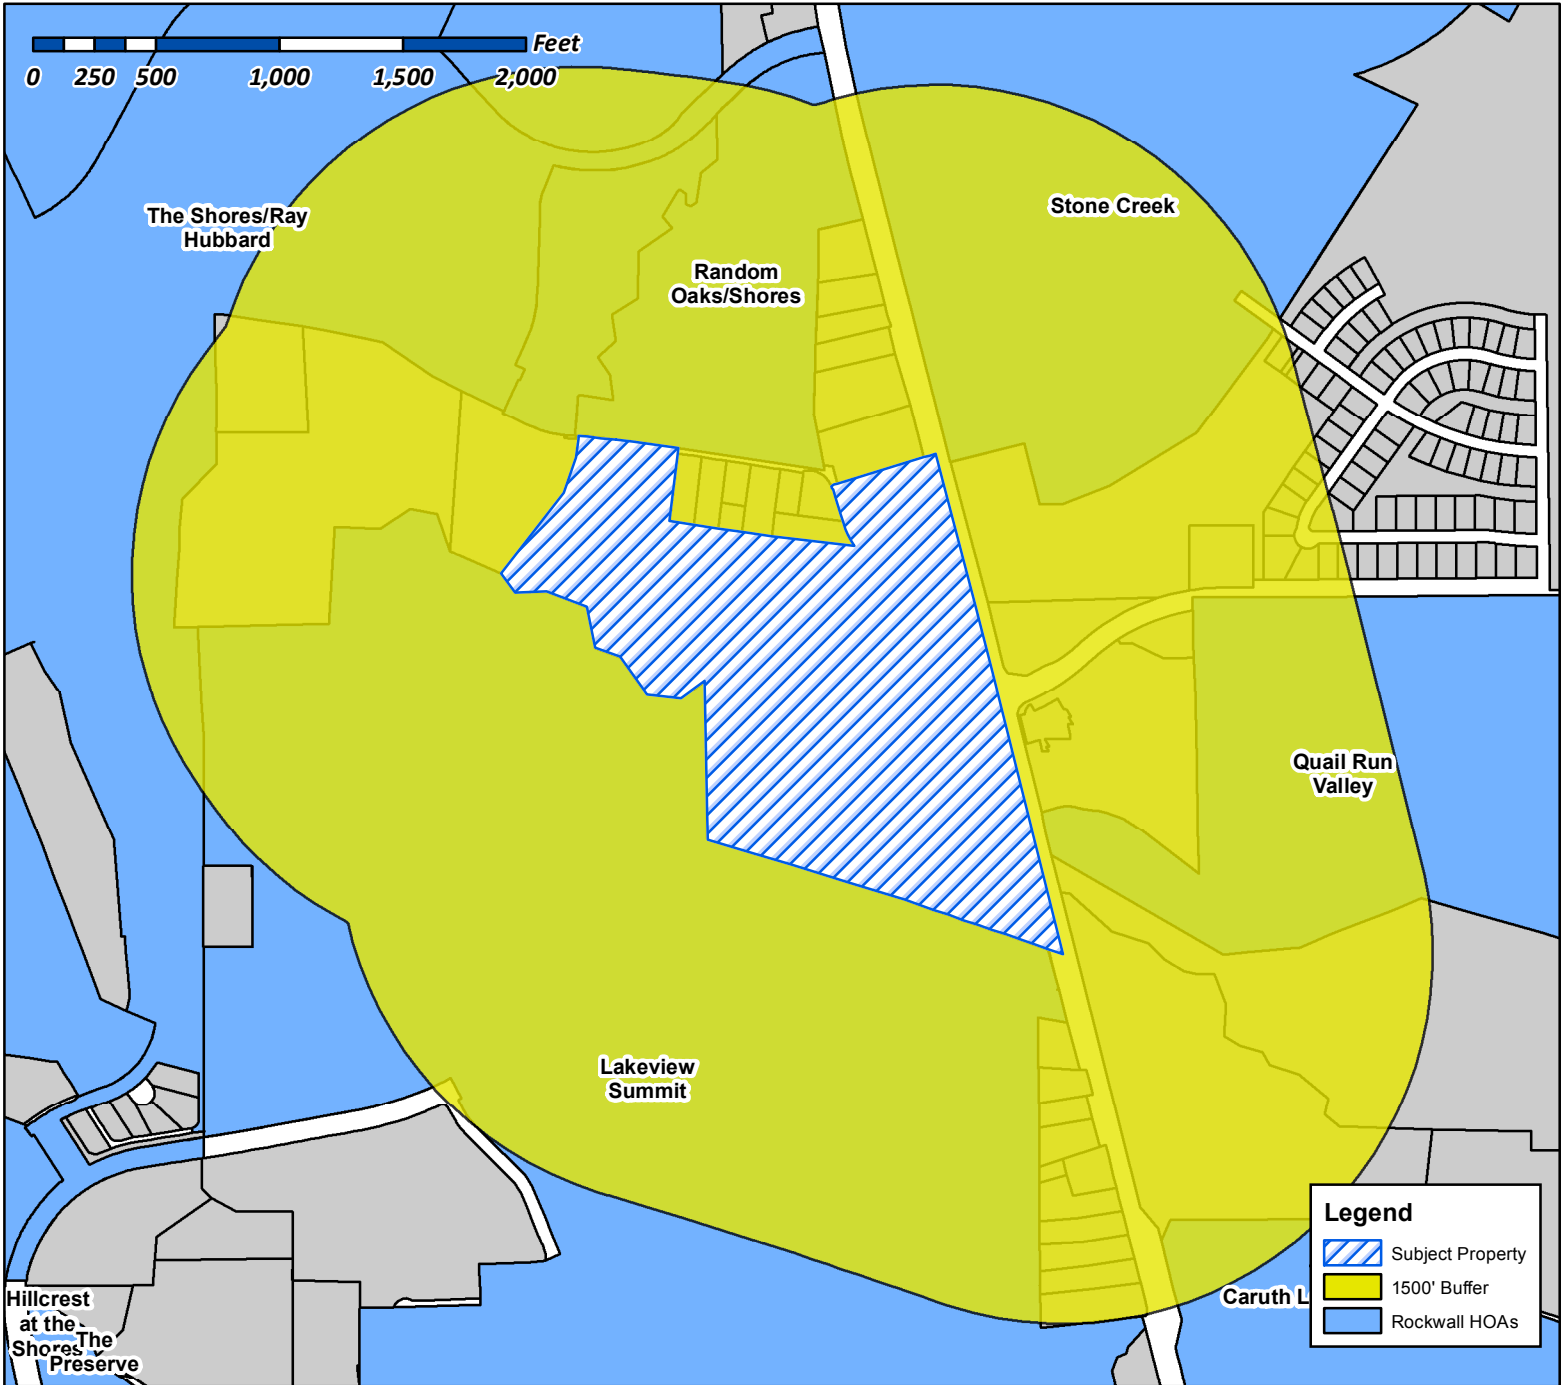 Feet
0 250 500 1,000 1,500 2,000
The Shores/Ray
Hubbard
Stone Creek
Random
Oaks/Shores
Quail Run
Valley
Lakeview
Summit
Hillcrest
at the
Shores
The
Preserve
Caruth L
Legend
Subject Property
1500' Buffer
Rockwall HOAs